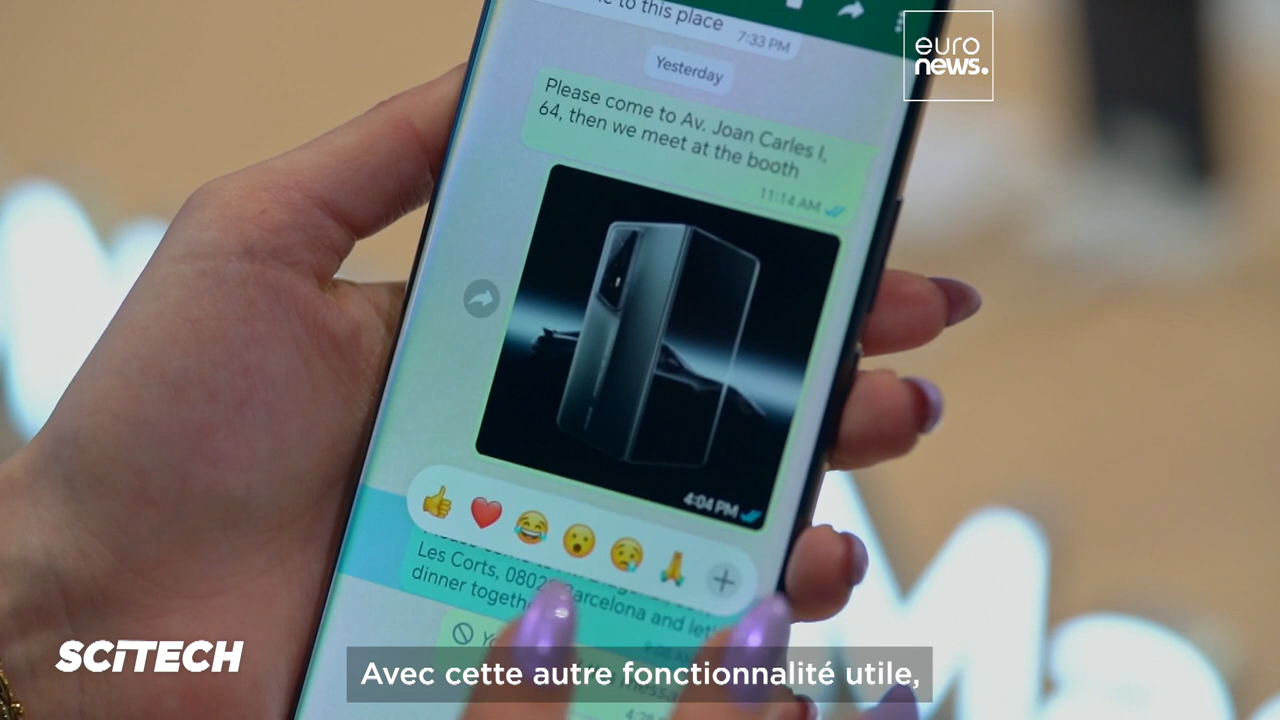 to this place
7:33 PM
euro
news.
Yesterday
Please come to Av. Joan Carles I,
64, then we meet at the booth
11:14 AM
4:04 PM
Les Corts, 0802 Barcelona and let
dinner togeth
SCITECH
Avec cette autre fonctionnalité utile,